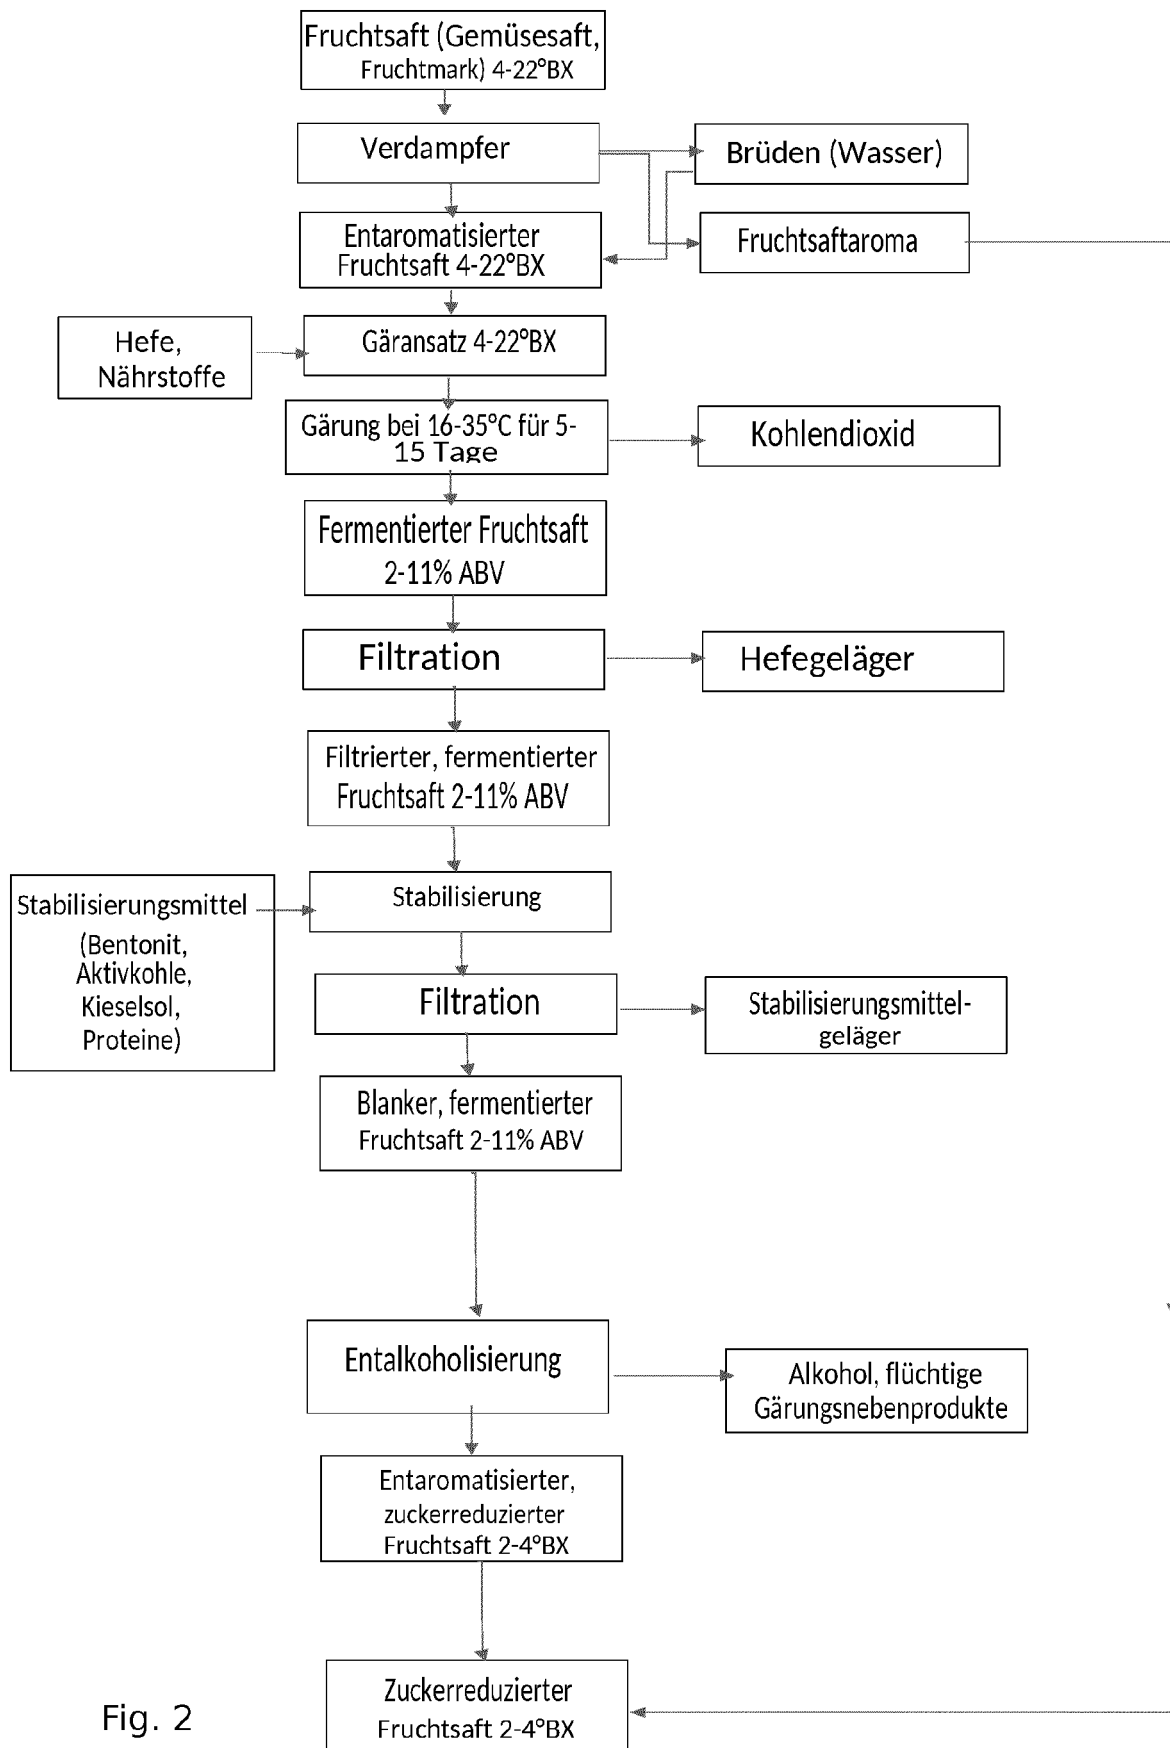 Fruchtsaft (Gemüsesaft,
Fruchtmark) 4-22°BX
Verdampfer
Brüden (Wasser)
Entaromatisierter
Fruchtsaft 4-22°BX
Fruchtsaftaroma
Hefe,
Nährstoffe
Gäransatz 4-22°BX
Gärung bei 16-35°C für 5-
15 Tage
Kohlendioxid
Fermentierter Fruchtsaft
2-11% ABV
Filtration
Hefegeläger
Filtrierter, fermentierter
Fruchtsaft 2-11% ABV
Stabilisierungsmittel
(Bentonit,
Aktivkohle,
Kieselsol,
Proteine)
Stabilisierung
Filtration
Stabilisierungsmittel-
geläger
Blanker, fermentierter
Fruchtsaft 2-11% ABV
Entalkoholisierung
Alkohol, flüchtige
Gärungsnebenprodukte
Entaromatisierter,
zuckerreduzierter
Fruchtsaft 2-4°BX
Zuckerreduzierter
Fruchtsaft 2-4°BX
Fig. 2